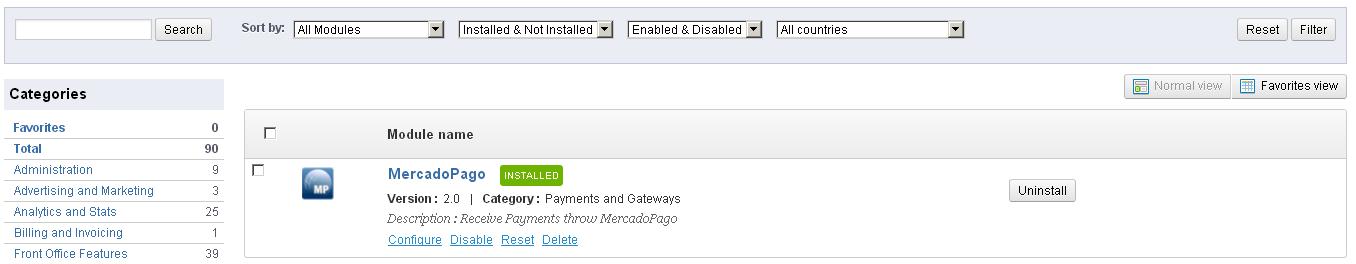 Search Sort by: All Modules Installed & Not Installed Enabled & Disabled All countries Reset Filter
Normal view Favorites view
Categories
Favorites 0
Total 90
Administration 9
Advertising and Marketing 3
Analytics and Stats 25
Billing and Invoicing 1
Front Office Features 39
Module name
MP
MercadoPago INSTALLED
Version : 2.0 | Category : Payments and Gateways
Description : Receive Payments throw MercadoPago
Configure Disable Reset Delete
Uninstall